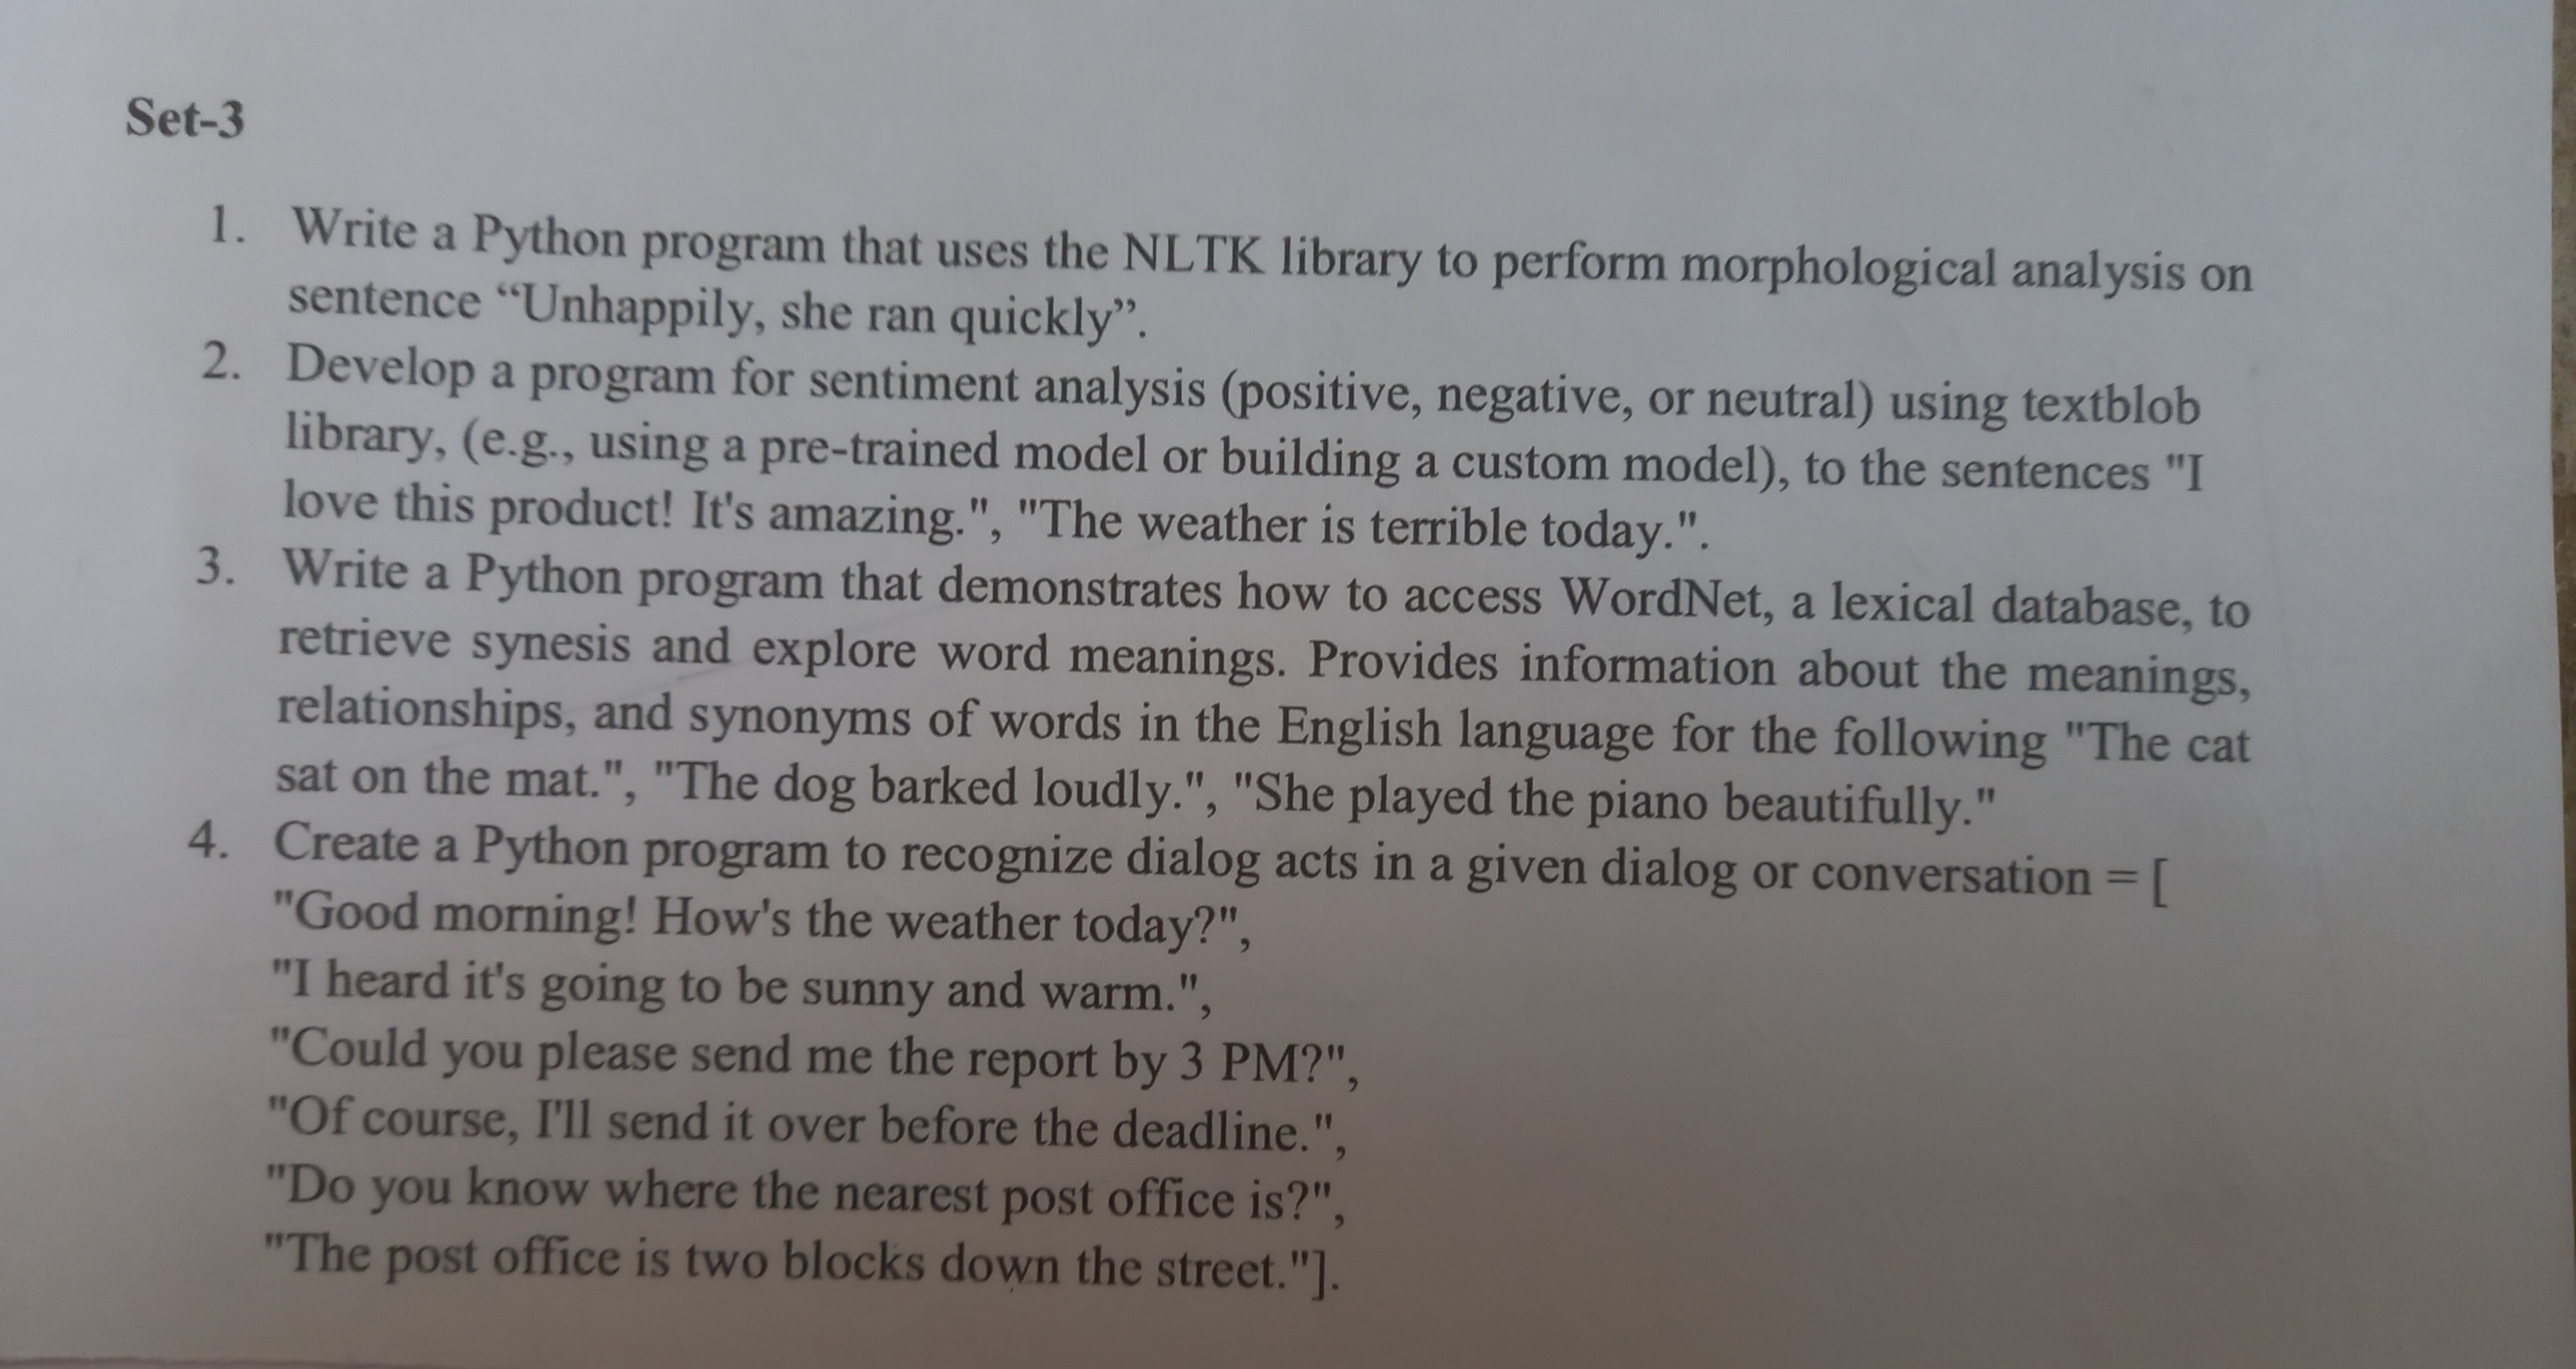 Set-3
1. Write a Python program that uses the NLTK library to perform morphological analysis on
sentence “Unhappily, she ran quickly”.
2. Develop a program for sentiment analysis (positive, negative, or neutral) using textblob
library, (e.g., using a pre-trained model or building a custom model), to the sentences "I
love this product! It's amazing.", "The weather is terrible today.".
3. Write a Python program that demonstrates how to access WordNet, a lexical database, to
retrieve synesis and explore word meanings. Provides information about the meanings,
relationships, and synonyms of words in the English language for the following "The cat
sat on the mat.", "The dog barked loudly.", "She played the piano beautifully."
4. Create a Python program to recognize dialog acts in a given dialog or conversation = [
"Good morning! How's the weather today?",
"I heard it's going to be sunny and warm.",
"Could you please send me the report by 3 PM?",
"Of course, I'll send it over before the deadline.",
"Do you know where the nearest post office is?",
"The post office is two blocks down the street."].